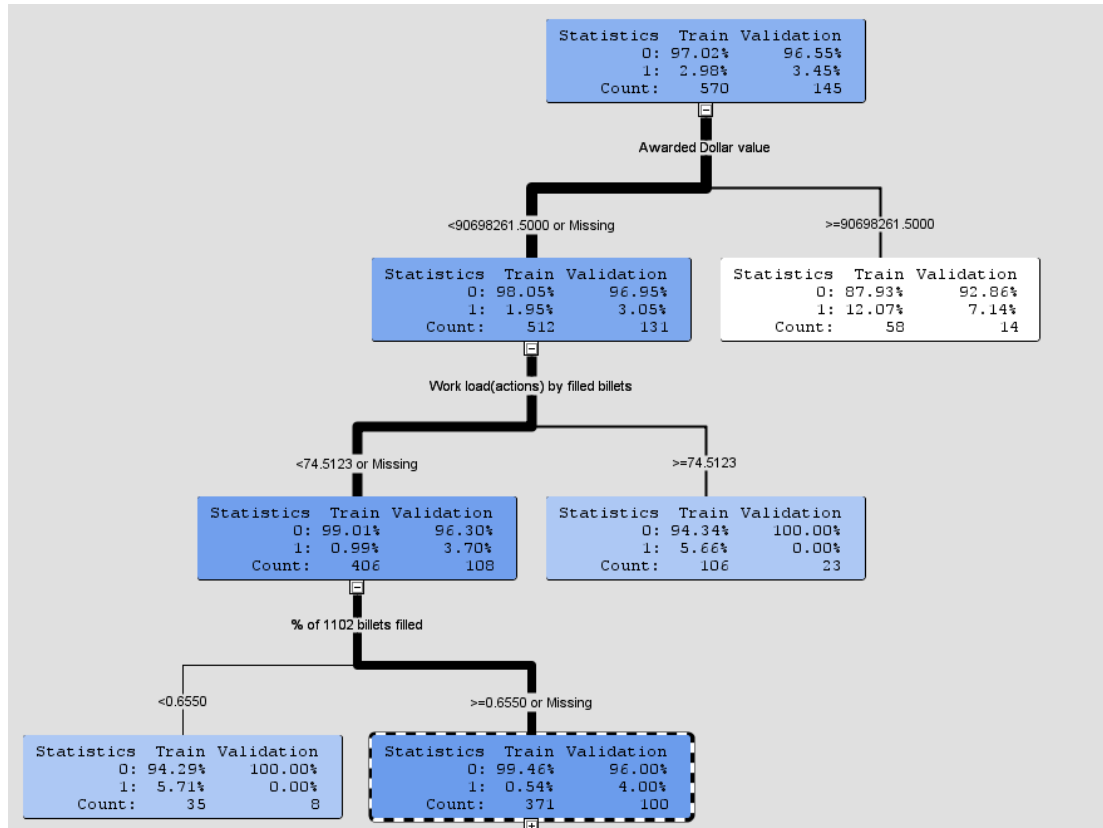 Statistics Train Validation
0: 97.02% 96.55%
1: 2.98% 3.45%
Count: 570 145
Awarded Dollar value
<90698261.5000 or Missing
>=90698261.5000
Statistics Train Validation
0: 98.05% 96.95%
1: 1.95% 3.05%
Count: 512 131
Statistics Train Validation
0: 87.93% 92.86%
1: 12.07% 7.14%
Count: 58 14
Work load(actions) by filled billets
<74.5123 or Missing
>=74.5123
Statistics Train Validation
0: 99.01% 96.30%
1: 0.99% 3.70%
Count: 406 108
Statistics Train Validation
0: 94.34% 100.00%
1: 5.66% 0.00%
Count: 106 23
% of 1102 billets filled
<0.6550
>=0.6550 or Missing
Statistics Train Validation
0: 94.29% 100.00%
1: 5.71% 0.00%
Count: 35 8
Statistics Train Validation
0: 99.46% 96.00%
1: 0.54% 4.00%
Count: 371 100